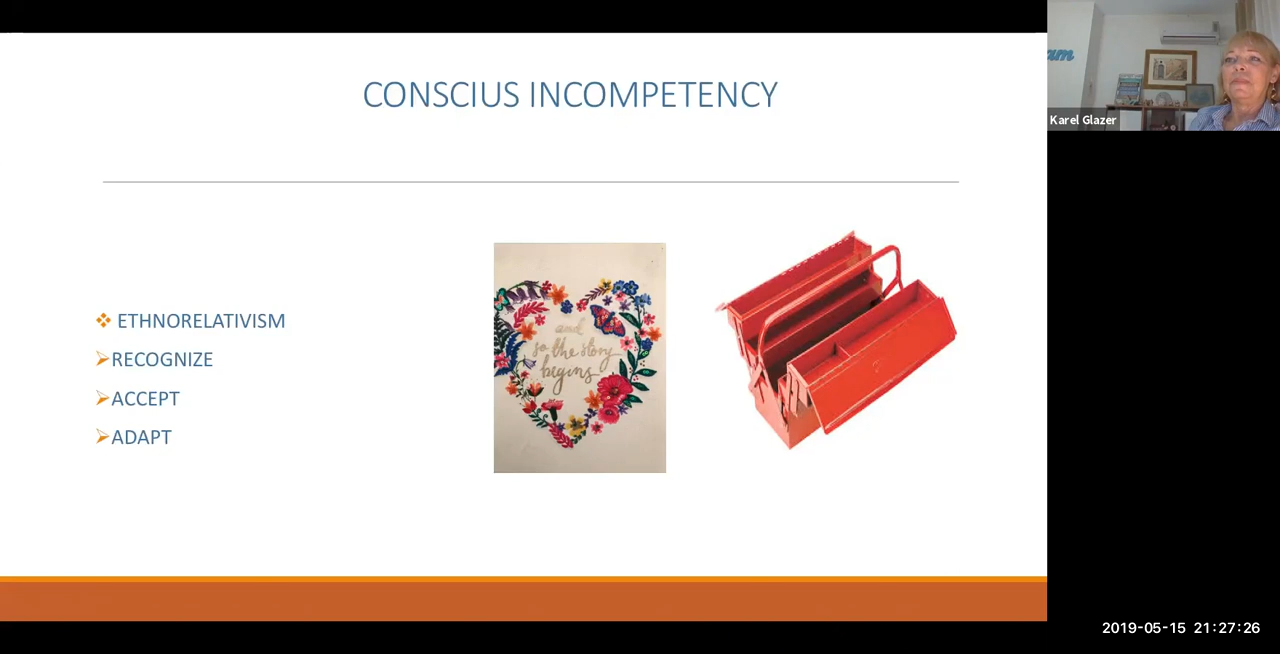 CONSCIUS INCOMPETENCY
❖ ETHNORELATIVISM
➢RECOGNIZE
➢ACCEPT
➢ADAPT
and
so the story
begins
am
Karel Glazer
2019-05-15 21:27:26